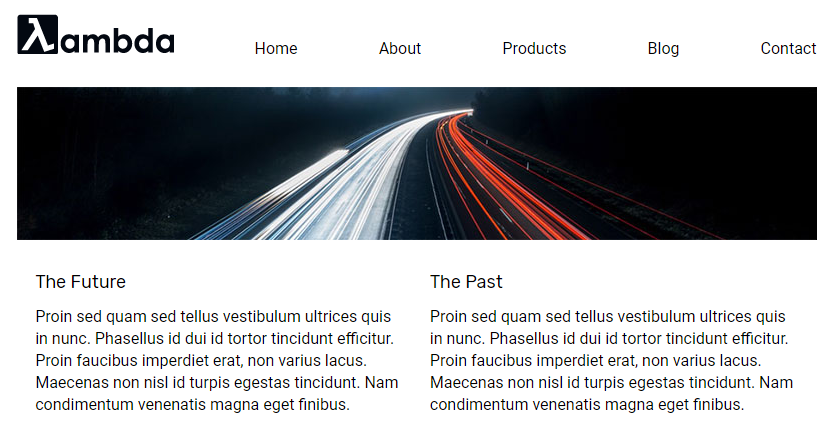 λambda
Home About Products Blog Contact
The Future
Proin sed quam sed tellus vestibulum ultrices quis
in nunc. Phasellus id dui id tortor tincidunt efficitur.
Proin faucibus imperdiet erat, non varius lacus.
Maecenas non nisl id turpis egestas tincidunt. Nam
condimentum venenatis magna eget finibus.
The Past
Proin sed quam sed tellus vestibulum ultrices quis
in nunc. Phasellus id dui id tortor tincidunt efficitur.
Proin faucibus imperdiet erat, non varius lacus.
Maecenas non nisl id turpis egestas tincidunt. Nam
condimentum venenatis magna eget finibus.